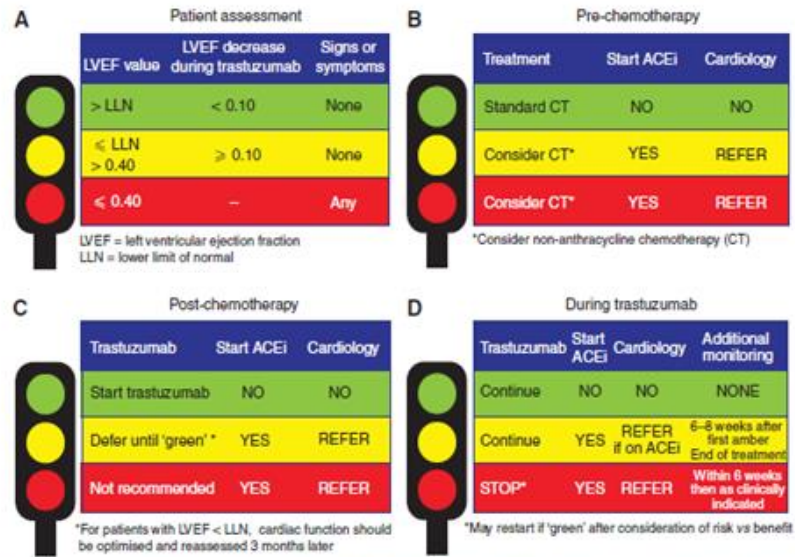 A
Patient assessment
LVEF value
LVEF decrease
during trastuzumab
Signs or
symptoms
> LLN
< 0.10
None
⩽ LLN
> 0.40
⩾ 0.10
None
⩽ 0.40
–
Any
LVEF = left ventricular ejection fraction
LLN = lower limit of normal
B
Pre-chemotherapy
Treatment
Start ACEi
Cardiology
Standard CT
NO
NO
Consider CT*
YES
REFER
Consider CT*
YES
REFER
*Consider non-anthracycline chemotherapy (CT)
C
Post-chemotherapy
Trastuzumab
Start ACEi
Cardiology
Start trastuzumab
NO
NO
Defer until 'green' *
YES
REFER
Not recommended
YES
REFER
*For patients with LVEF < LLN, cardiac function should
be optimised and reassessed 3 months later
D
During trastuzumab
Trastuzumab
Start
ACEi
Cardiology
Additional
monitoring
Continue
NO
NO
NONE
Continue
YES
REFER
if on ACEi
6–8 weeks after
first amber
End of treatment
STOP*
YES
REFER
Within 6 weeks
then as clinically
indicated
*May restart if 'green' after consideration of risk vs benefit